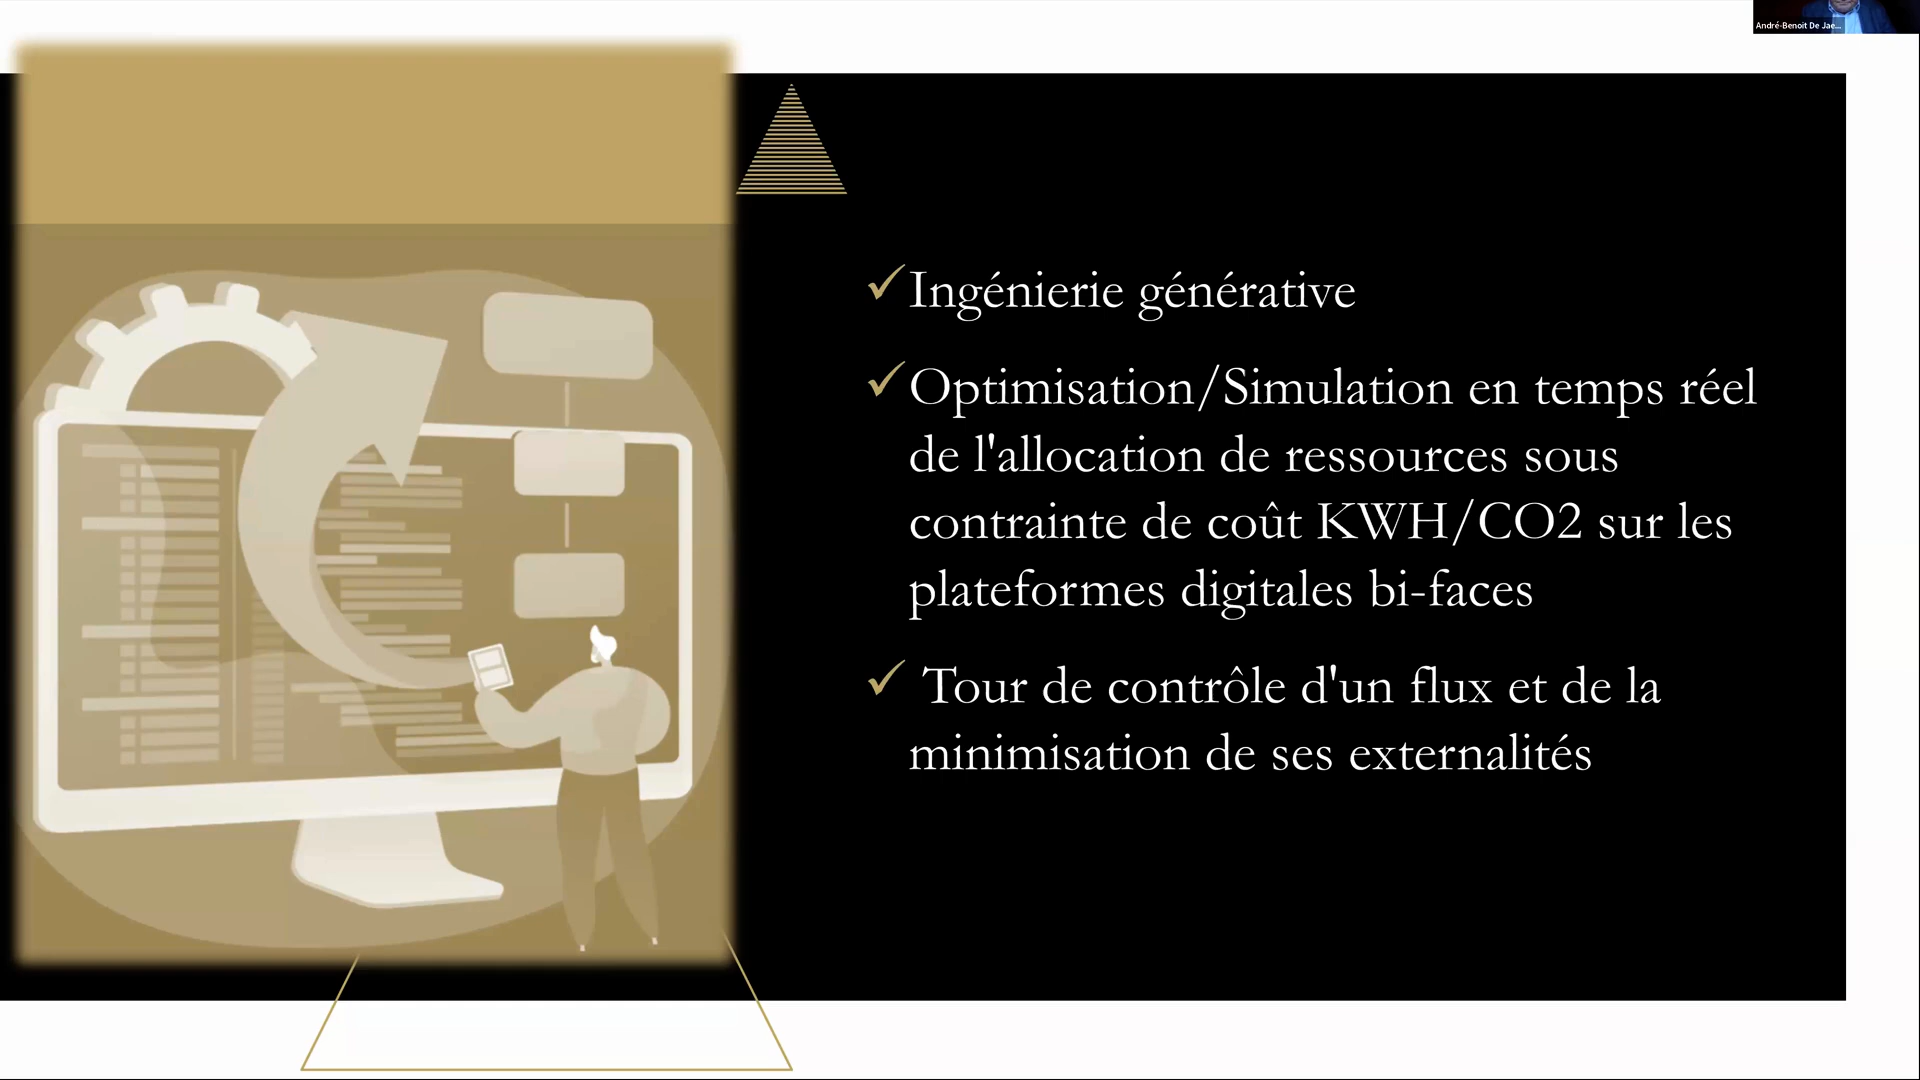 André-Benoit De Jae...
Ingénierie générative
Optimisation/Simulation en temps réel
de l'allocation de ressources sous
contrainte de coût KWH/CO2 sur les
plateformes digitales bi-faces
Tour de contrôle d'un flux et de la
minimisation de ses externalités